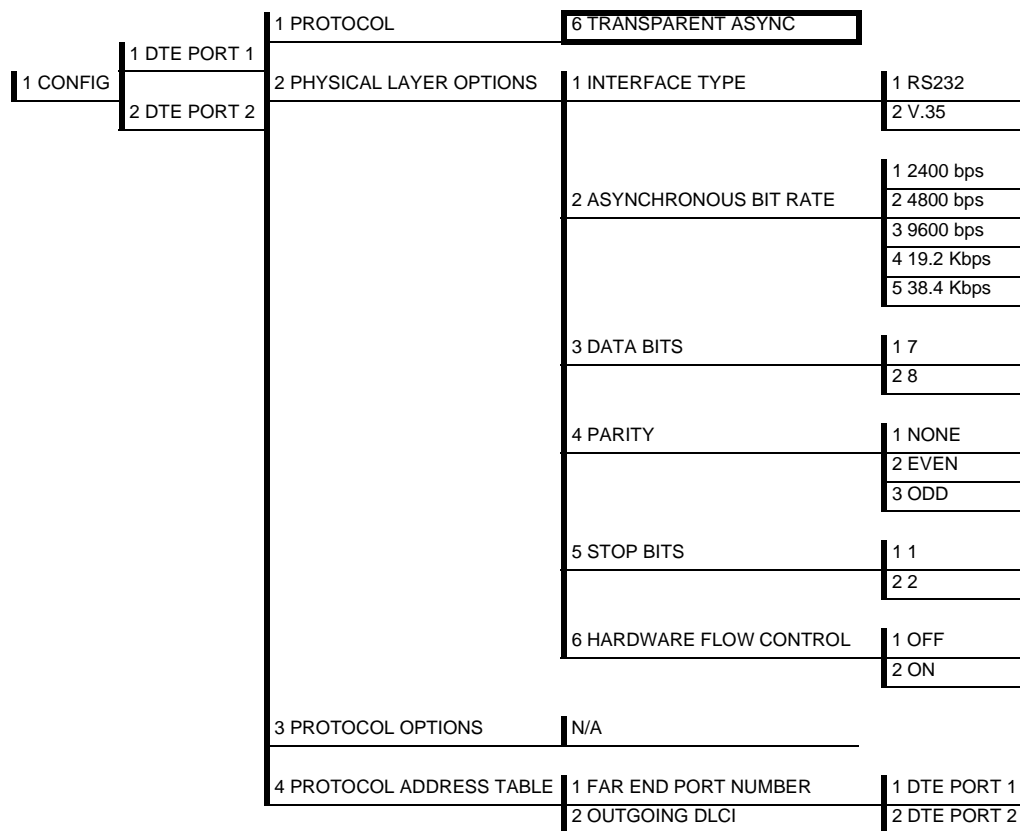 1 PROTOCOL
6 TRANSPARENT ASYNC
1 DTE PORT 1
1 CONFIG
2 PHYSICAL LAYER OPTIONS
1 INTERFACE TYPE
1 RS232
2 DTE PORT 2
2 V.35
1 2400 bps
2 ASYNCHRONOUS BIT RATE
2 4800 bps
3 9600 bps
4 19.2 Kbps
5 38.4 Kbps
3 DATA BITS
1 7
2 8
4 PARITY
1 NONE
2 EVEN
3 ODD
5 STOP BITS
1 1
2 2
6 HARDWARE FLOW CONTROL
1 OFF
2 ON
3 PROTOCOL OPTIONS
N/A
4 PROTOCOL ADDRESS TABLE
1 FAR END PORT NUMBER
1 DTE PORT 1
2 OUTGOING DLCI
2 DTE PORT 2